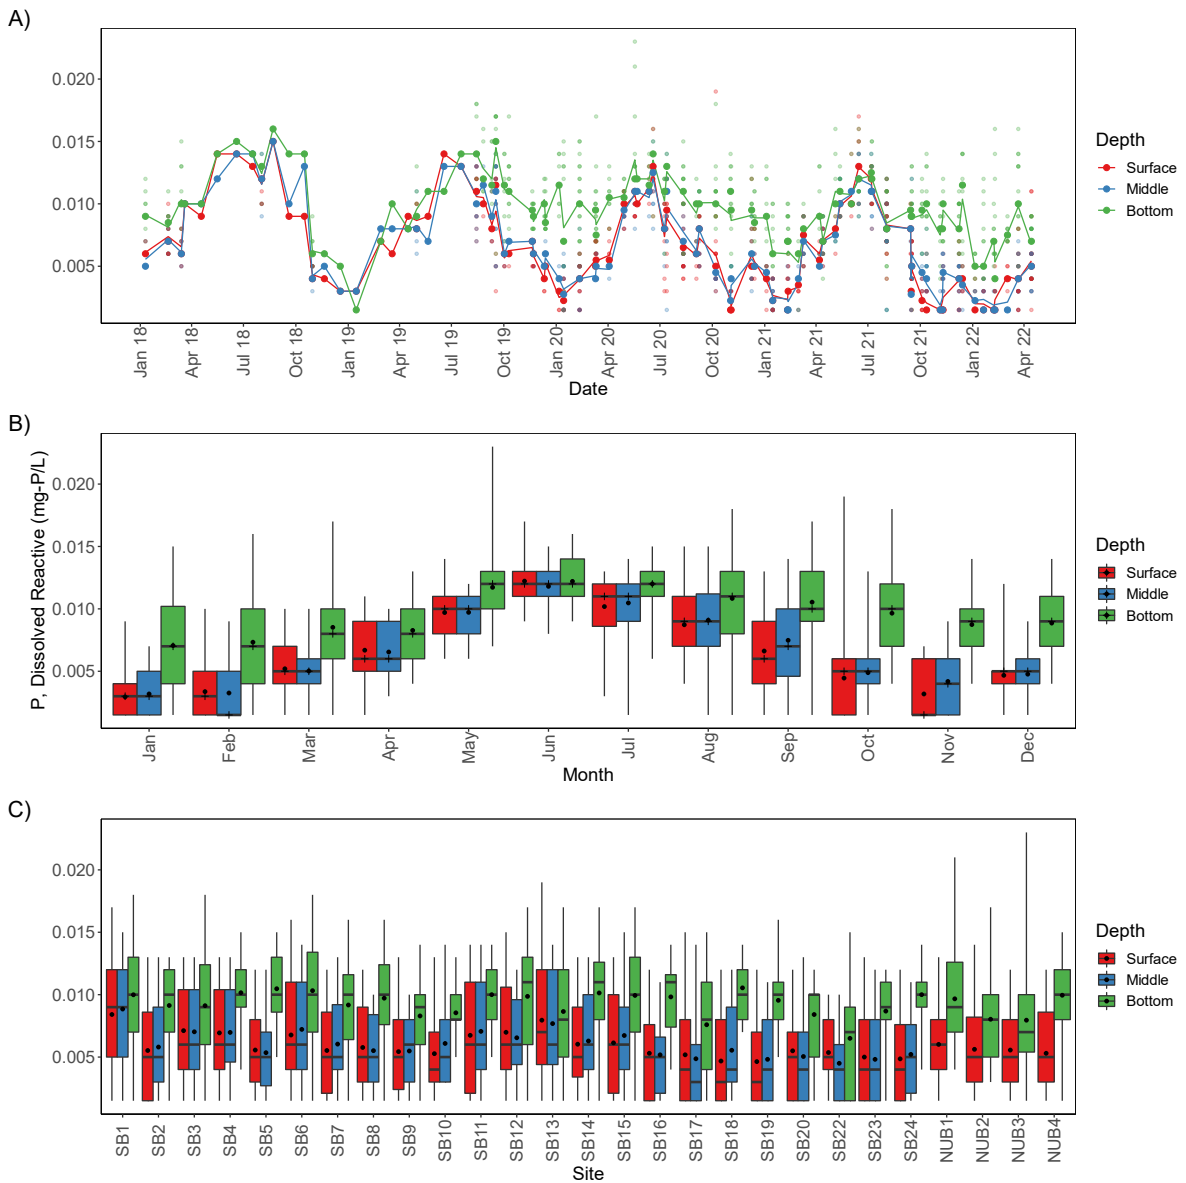 A)
0.020
0.015
0.010
0.005
Jan 18
Apr 18
Jul 18
Oct 18
Jan 19
Apr 19
Jul 19
Oct 19
Jan 20
Apr 20
Jul 20
Oct 20
Jan 21
Apr 21
Jul 21
Oct 21
Jan 22
Apr 22
Date
Depth
Surface
Middle
Bottom
B)
P, Dissolved Reactive (mg-P/L)
0.020
0.015
0.010
0.005
Jan
Feb
Mar
Apr
May
Jun
Jul
Aug
Sep
Oct
Nov
Dec
Month
Depth
Surface
Middle
Bottom
C)
0.020
0.015
0.010
0.005
SB1
SB2
SB3
SB4
SB5
SB6
SB7
SB8
SB9
SB10
SB11
SB12
SB13
SB14
SB15
SB16
SB17
SB18
SB19
SB20
SB22
SB23
SB24
NUB1
NUB2
NUB3
NUB4
Site
Depth
Surface
Middle
Bottom